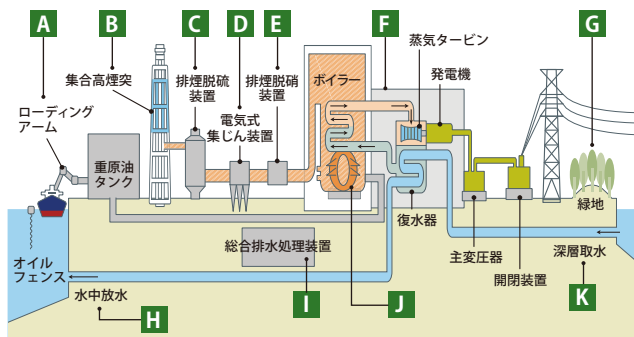 A
B
C
D
E
F
G
集合高煙突
排煙脱硫
装置
電気式
集じん装置
排煙脱硝
装置
ボイラー
蒸気タービン
発電機
ローディング
アーム
重原油
タンク
緑地
復水器
主変圧器
開閉装置
総合排水処理装置
オイル
フェンス
水中放水
深層取水
H
I
J
K